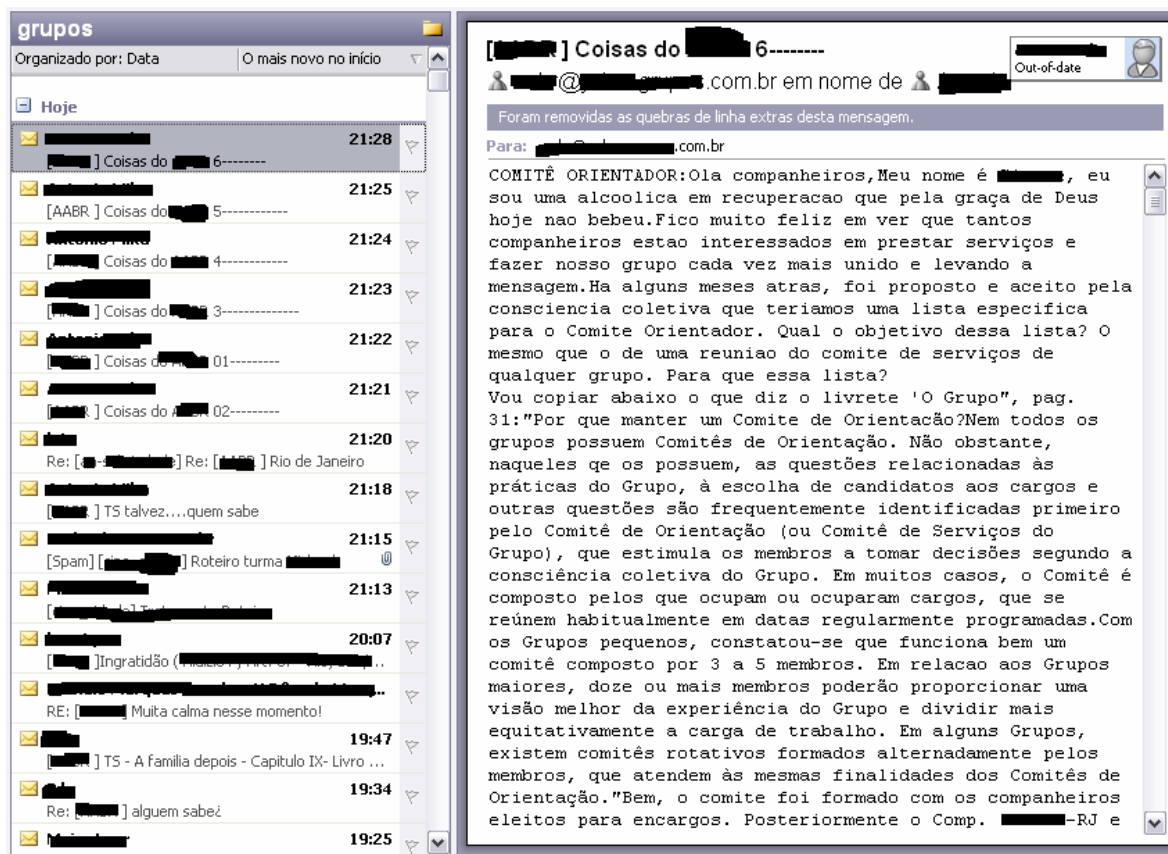 grupos
Organizado por: Data O mais novo no início
Hoje
21:28
] Coisas do 6--------
21:25
[AABR ] Coisas do 5------------
21:24
[ Coisas do 4-----------
21:23
] Coisas do 3--------------
21:22
] Coisas do 01---------
21:21
] Coisas do 02---------
21:20
Re: [ ] Re: [ ] Rio de Janeiro
21:18
[ ] TS talvez....quem sabe
21:15
[Spam] [ ] Roteiro turma
21:13
20:07
[ ]Ingratidão (
RE: [ ] Muita calma nesse momento!
19:47
[ ] TS - A familia depois - Capitulo IX- Livro ...
19:34
Re: [ ] alguem sabe¿
19:25
[ ] Coisas do 6--------
@ .com.br em nome de
Out-of-date
Foram removidas as quebras de linha extras desta mensagem.
Para: .com.br
COMITÊ ORIENTADOR:Ola companheiros,Meu nome é , eu
sou uma alcoolica em recuperacao que pela graça de Deus
hoje nao bebeu.Fico muito feliz em ver que tantos
companheiros estao interessados em prestar serviços e
fazer nosso grupo cada vez mais unido e levando a
mensagem.Ha alguns meses atras, foi proposto e aceito pela
consciencia coletiva que teriamos uma lista especifica
para o Comite Orientador. Qual o objetivo dessa lista? O
mesmo que o de uma reuniao do comite de serviços de
qualquer grupo. Para que essa lista?
Vou copiar abaixo o que diz o livrete 'O Grupo", pag.
31:"Por que manter um Comite de Orientacão?Nem todos os
grupos possuem Comitês de Orientação. Não obstante,
naqueles qe os possuem, as questões relacionadas às
práticas do Grupo, à escolha de candidatos aos cargos e
outras questões são frequentemente identificadas primeiro
pelo Comitê de Orientação (ou Comitê de Serviços do
Grupo), que estimula os membros a tomar decisões segundo a
consciência coletiva do Grupo. Em muitos casos, o Comitê é
composto pelos que ocupam ou ocuparam cargos, que se
reúnem habitualmente em datas regularmente programadas.Com
os Grupos pequenos, constatou-se que funciona bem um
comitê composto por 3 a 5 membros. Em relacao aos Grupos
maiores, doze ou mais membros poderão proporcionar uma
visão melhor da experiência do Grupo e dividir mais
equitativamente a carga de trabalho. Em alguns Grupos,
existem comitês rotativos formados alternadamente pelos
membros, que atendem às mesmas finalidades dos Comitês de
Orientação."Bem, o comite foi formado com os companheiros
eleitos para encargos. Posteriormente o Comp. -RJ e